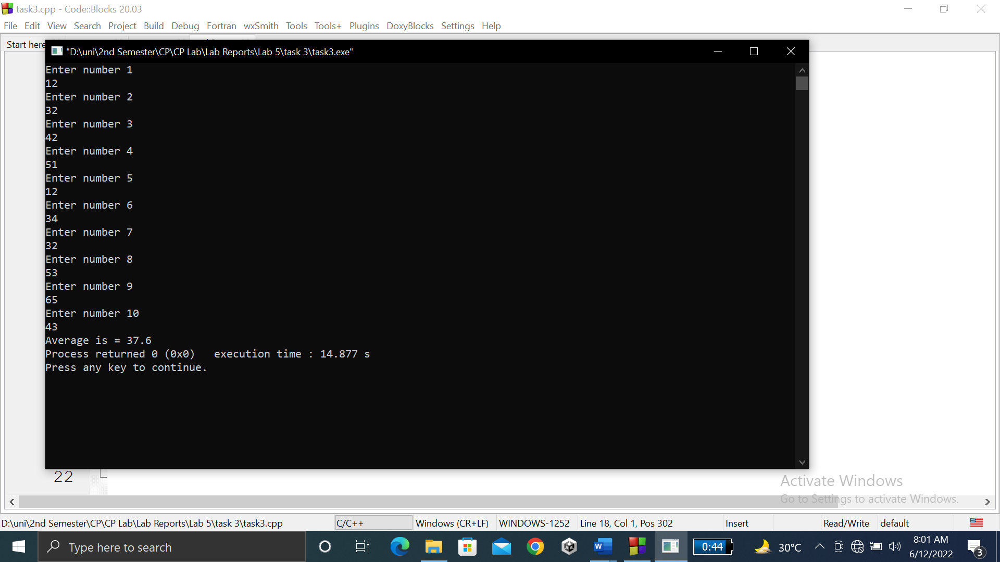 task3.cpp - Code::Blocks 20.03
File Edit View Search Project Build Debug Fortran wxSmith Tools Tools+ Plugins DoxyBlocks Settings Help
Start here
"D:\uni\2nd Semester\CP\CP Lab\Lab Reports\Lab 5\task 3\task3.exe"
Enter number 1
12
Enter number 2
32
Enter number 3
42
Enter number 4
51
Enter number 5
12
Enter number 6
34
Enter number 7
32
Enter number 8
53
Enter number 9
65
Enter number 10
43
Average is = 37.6
Process returned 0 (0x0)   execution time : 14.877 s
Press any key to continue.
22
Activate Windows
Go to Settings to activate Windows.
D:\uni\2nd Semester\CP\CP Lab\Lab Reports\Lab 5\task 3\task3.cpp C/C++ Windows (CR+LF) WINDOWS-1252 Line 18, Col 1, Pos 302 Insert Read/Write default
Type here to search
W
0:44
30°C
8:01 AM
6/12/2022
3